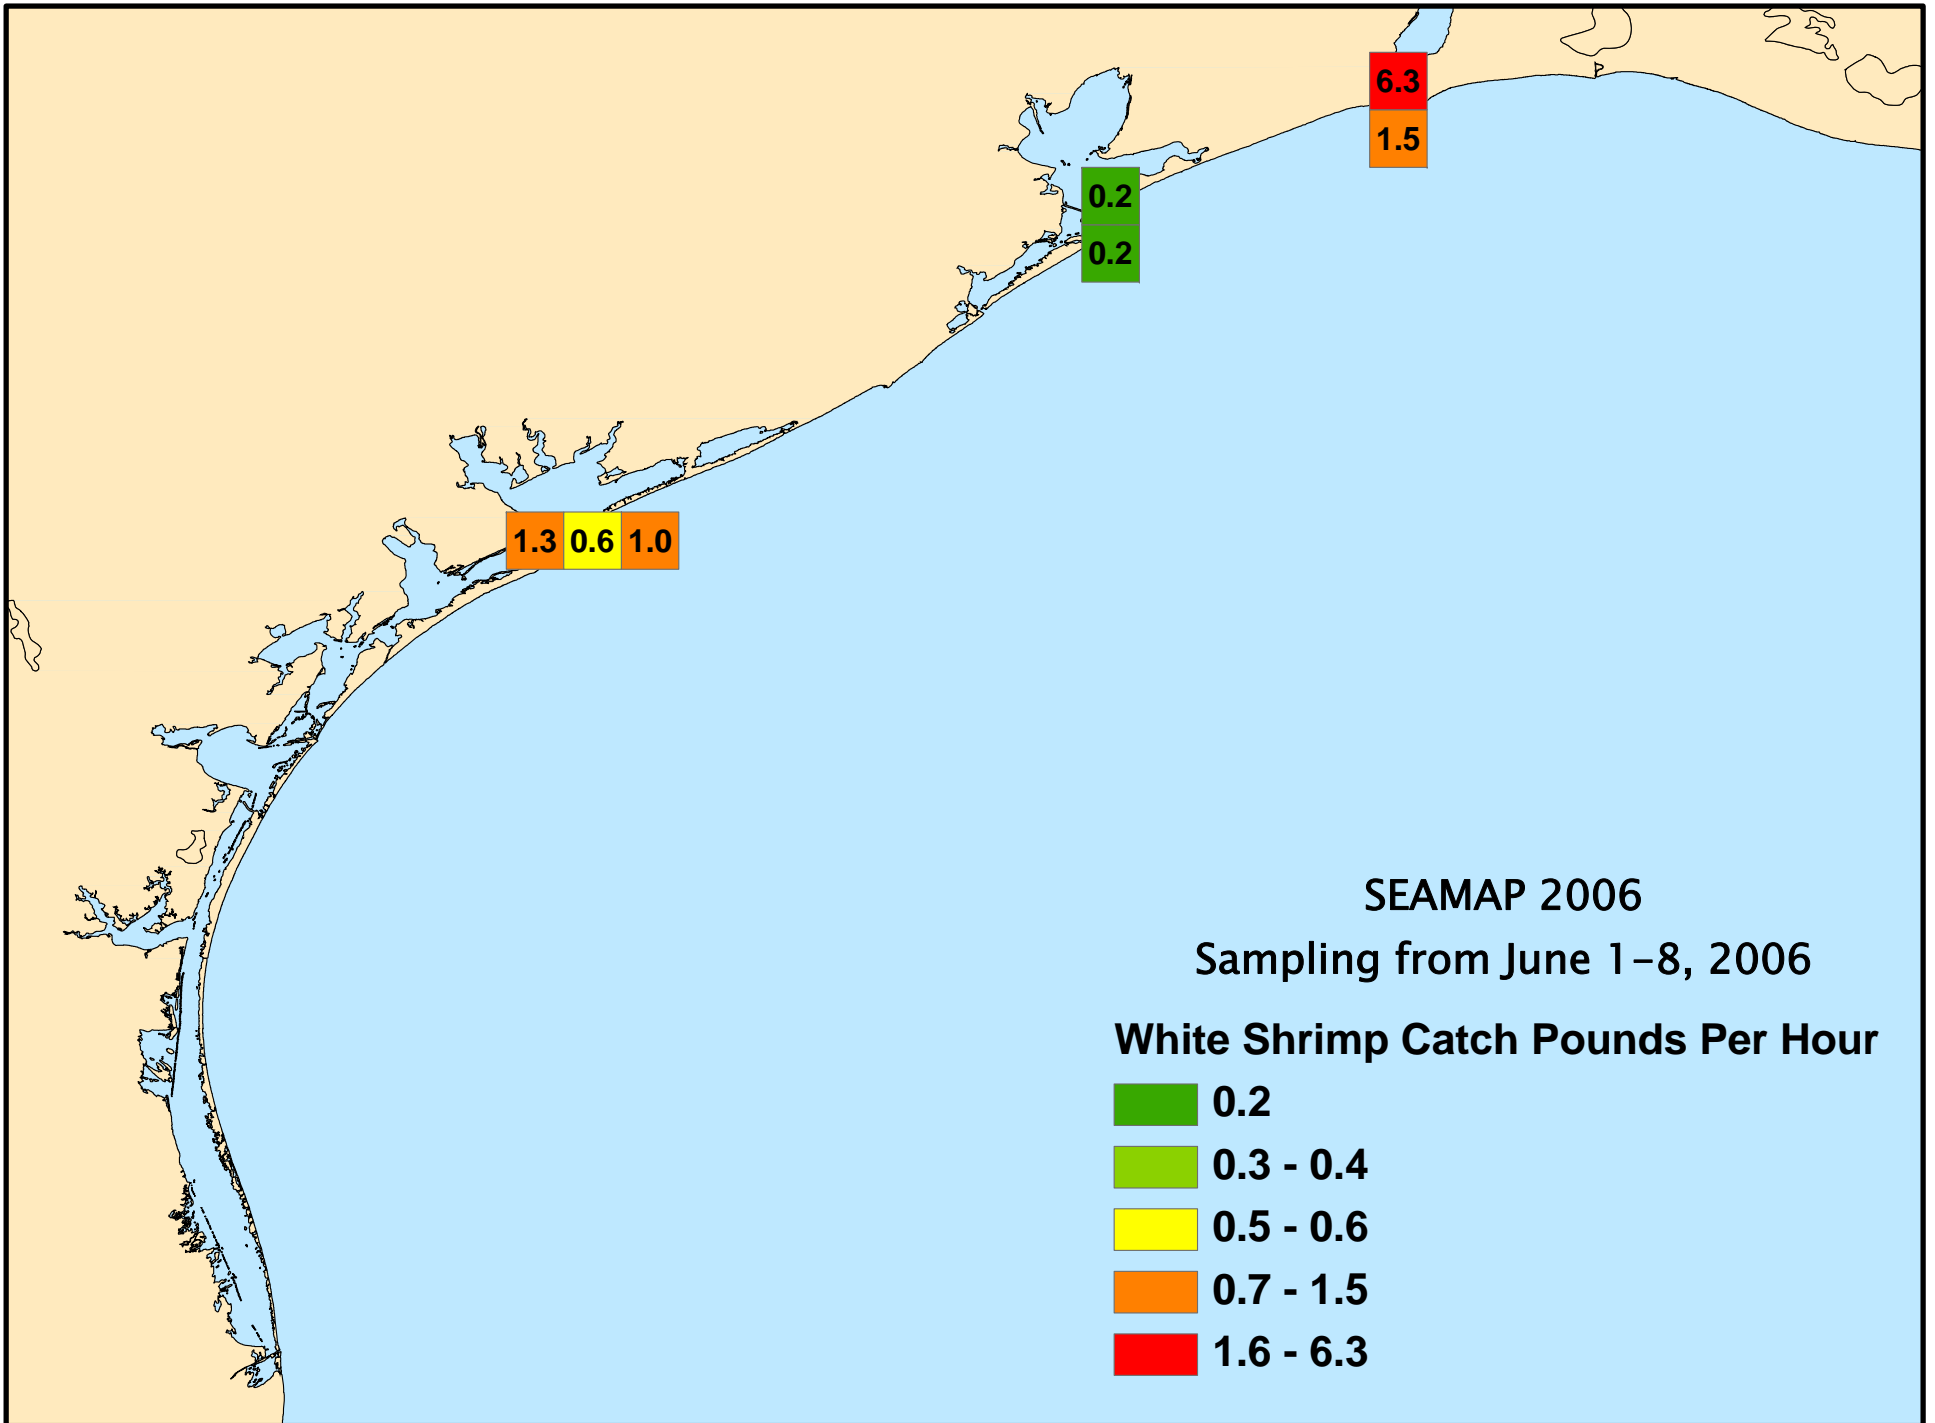 6.3
1.5
0.2
0.2
1.3 0.6 1.0
SEAMAP 2006
Sampling from June 1-8, 2006
White Shrimp Catch Pounds Per Hour
0.2
0.3 - 0.4
0.5 - 0.6
0.7 - 1.5
1.6 - 6.3